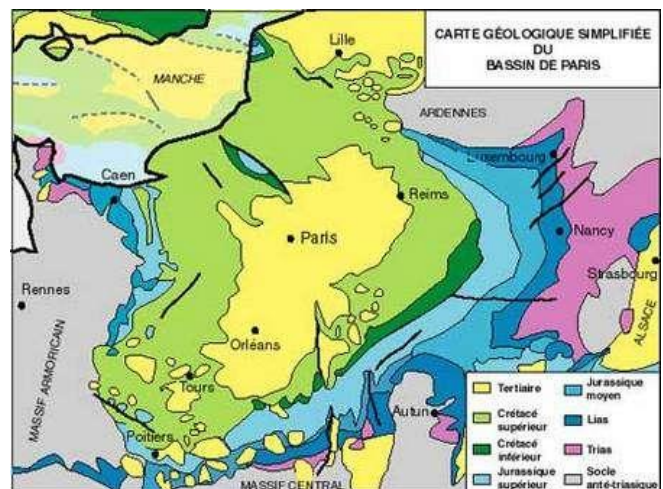 CARTE GÉOLOGIQUE SIMPLIFIÉE
DU
BASSIN DE PARIS
Lille
MANCHE
ARDENNES
Luxembourg
Caen
Reims
Paris
Nancy
Strasbourg
Rennes
ALSACE
MASSIF ARMORICAIN
Orléans
Tours
Autun
Poitiers
MASSIF CENTRAL
Tertiaire
Crétacé
supérieur
Crétacé
inférieur
Jurassique
supérieur
Jurassique
moyen
Lias
Trias
Socle
anté-triasique